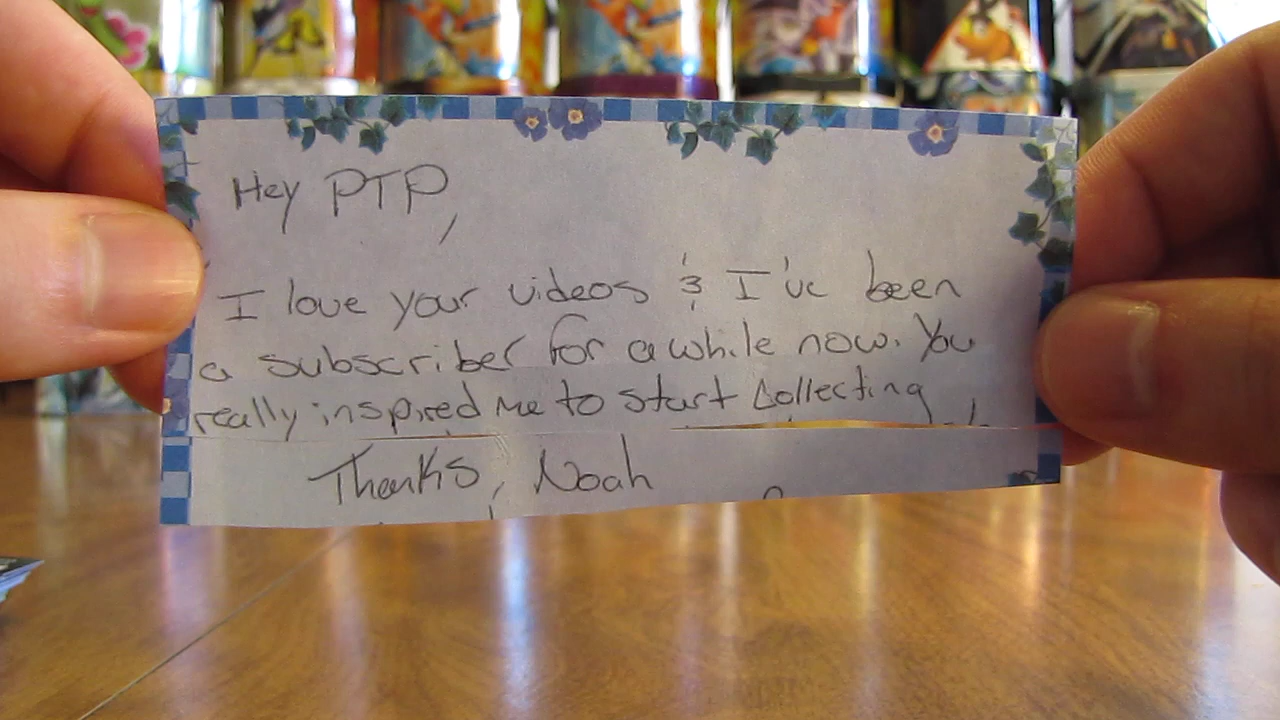 Hey PTP,
I love your videos & I've been
a subscriber for a while now. You
really inspired me to start collecting
Thanks, Noah